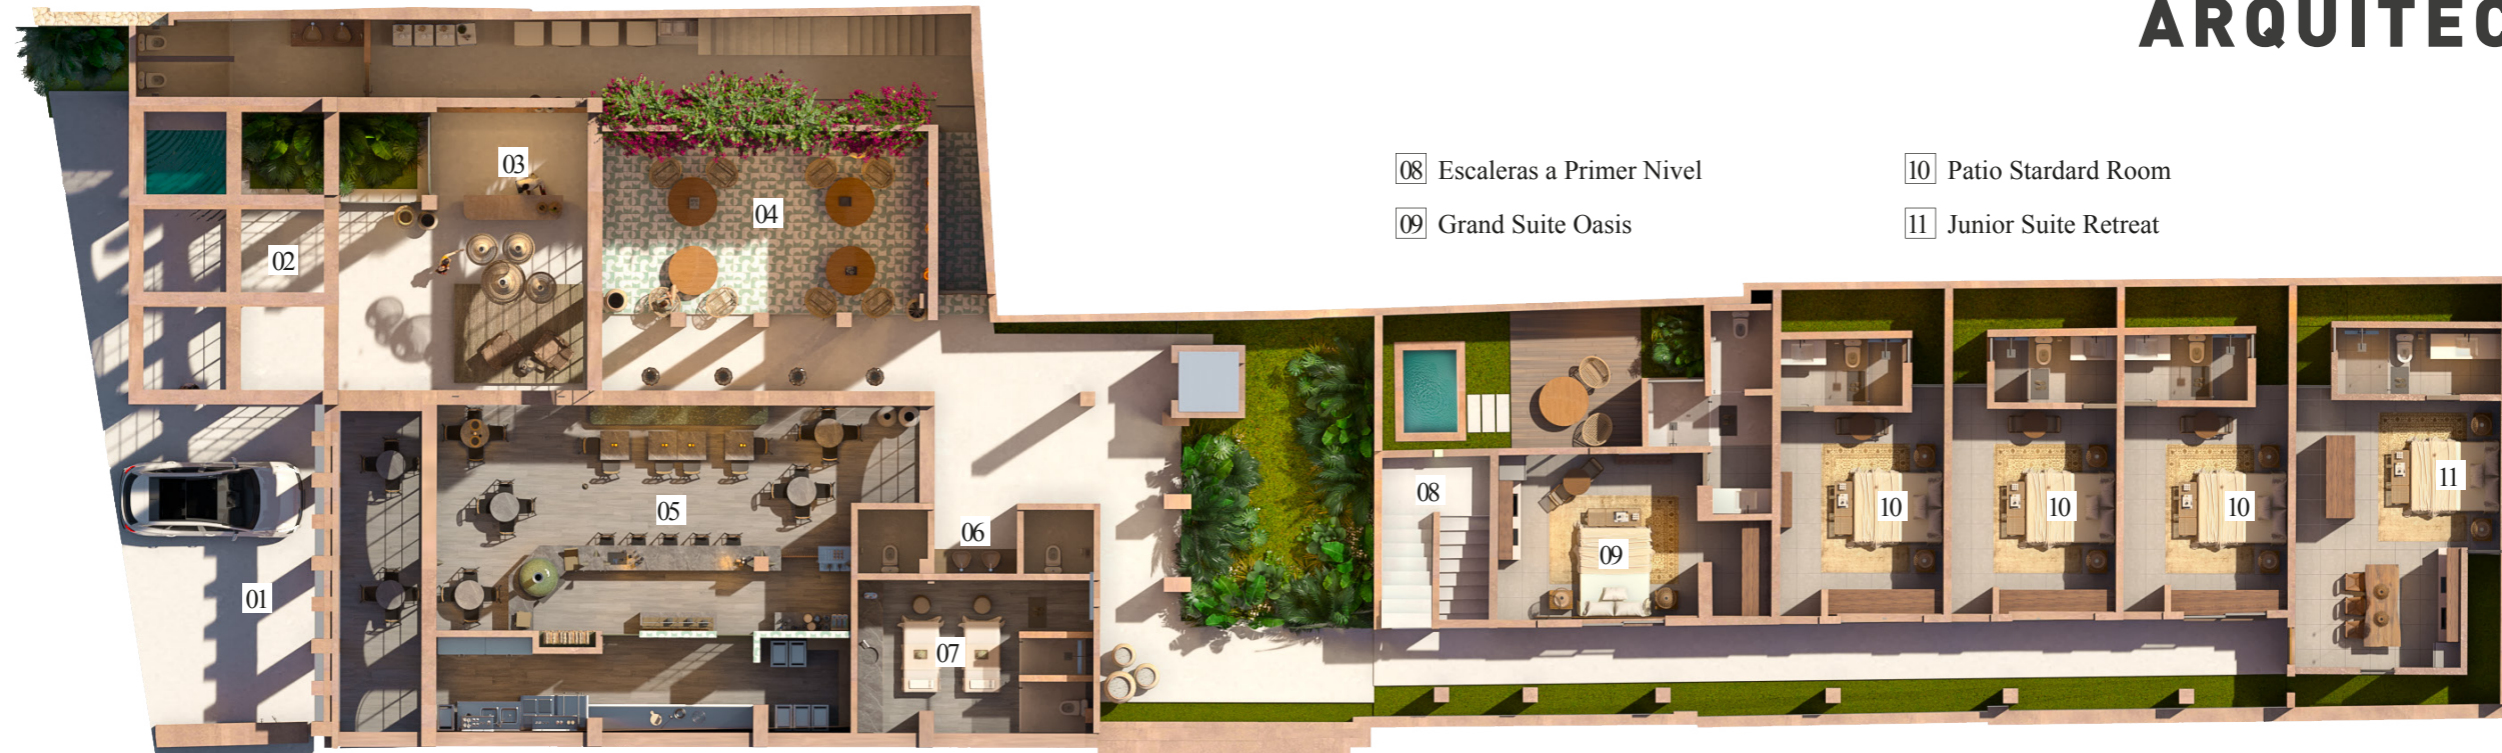 ARQUITEC
08 Escaleras a Primer Nivel
09 Grand Suite Oasis
10 Patio Stardard Room
11 Junior Suite Retreat
03
04
02
05
06
01
07
08
09
10
10
10
11